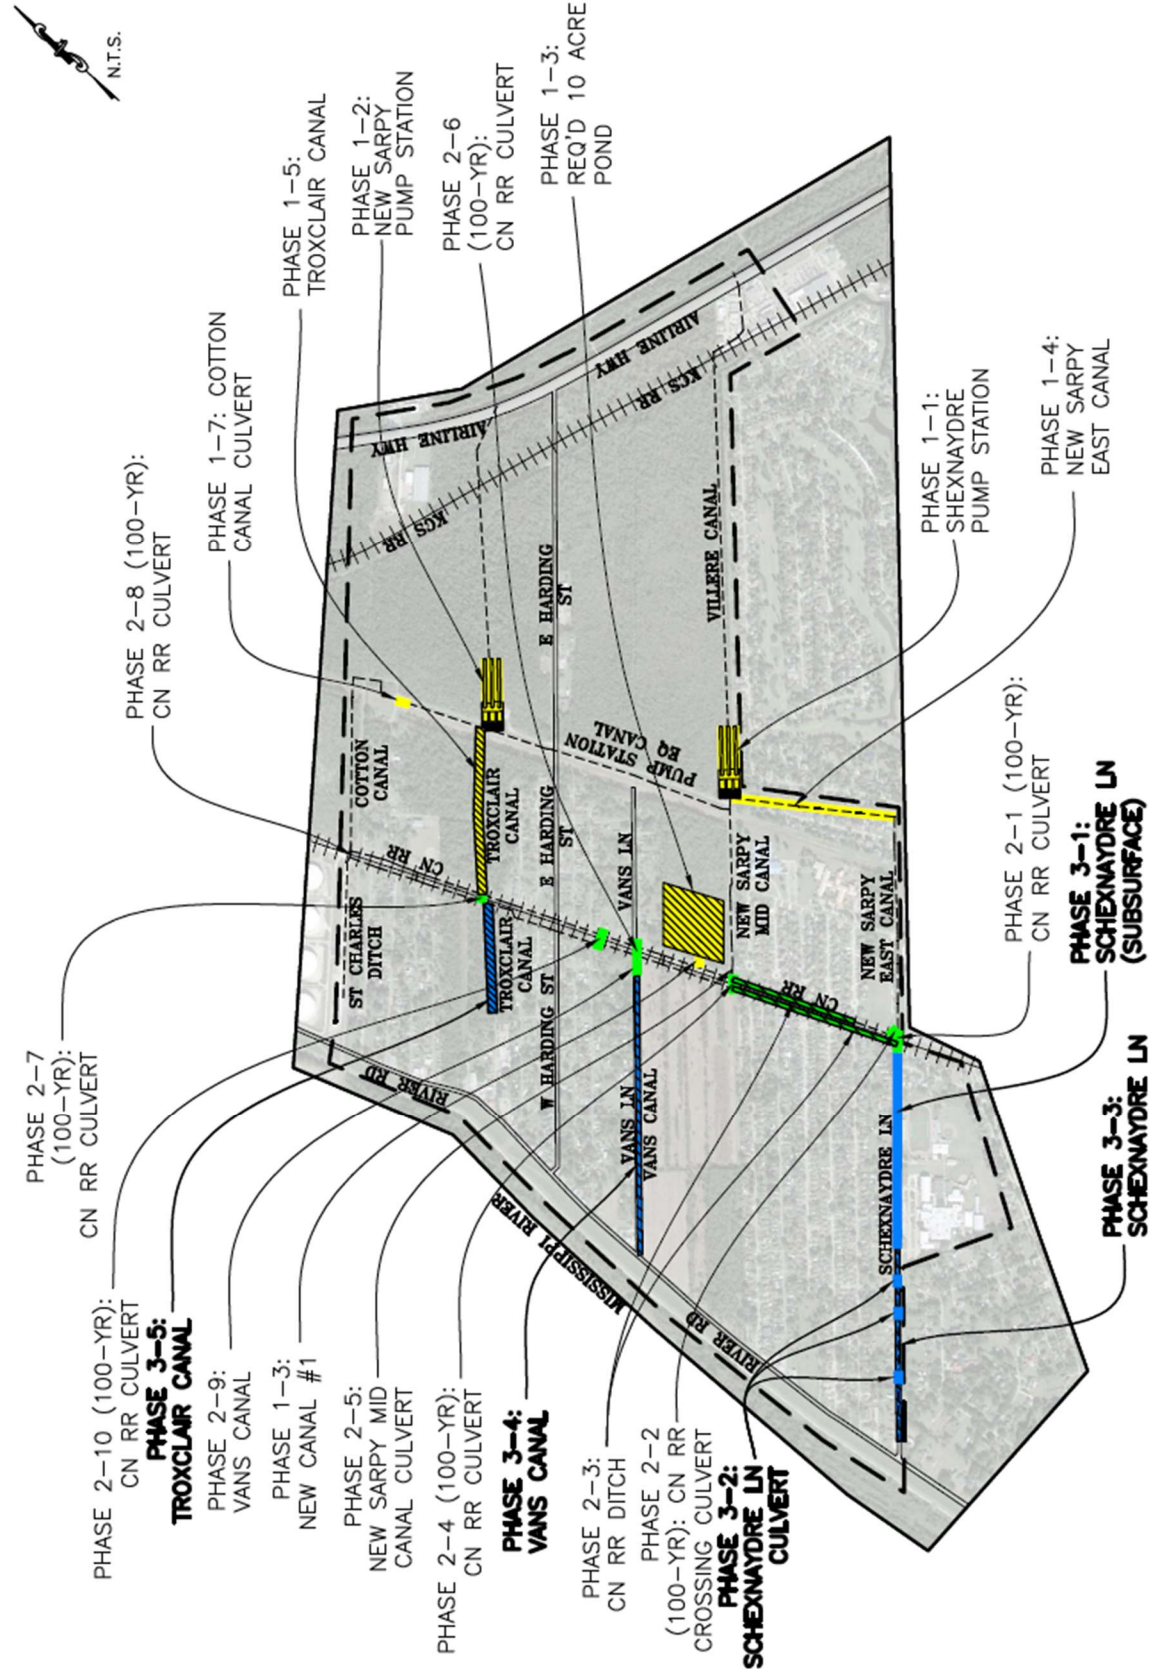 N.T.S.
PHASE 2-7
(100-YR):
CN RR CULVERT
PHASE 2-8 (100-YR):
CN RR CULVERT
PHASE 1-7: COTTON
CANAL CULVERT
PHASE 1-5:
TROXCLAIR CANAL
PHASE 1-2:
NEW SARPY
PUMP STATION
PHASE 2-6
(100-YR):
CN RR CULVERT
PHASE 1-3:
REQ'D 10 ACRE
POND
PHASE 2-10 (100-YR):
CN RR CULVERT
PHASE 3-5:
TROXCLAIR CANAL
PHASE 2-9:
VANS CANAL
PHASE 1-3:
NEW CANAL #1
PHASE 2-5:
NEW SARPY MID
CANAL CULVERT
PHASE 2-4 (100-YR):
CN RR CULVERT
PHASE 3-4:
VANS CANAL
PHASE 2-3:
CN RR DITCH
PHASE 2-2
(100-YR): CN RR
CROSSING CULVERT
PHASE 3-2:
SCHEXNAYDRE LN
CULVERT
PHASE 3-3:
SCHEXNAYDRE LN
PHASE 3-1:
SCHEXNAYDRE LN
(SUBSURFACE)
PHASE 2-1 (100-YR):
CN RR CULVERT
PHASE 1-1:
SHEXNAYDRE
PUMP STATION
PHASE 1-4:
NEW SARPY
EAST CANAL
RIVER RD
ST CHARLES
DITCH
CN RR
COTTON
CANAL
KCS RR
AIRLINE HWY
TROXCLAIR
CANAL
TROXCLAIR
CANAL
W HARDING ST
E HARDING
ST
E HARDING
ST
KCS RR
AIRLINE HWY
PUMP STATION
EQ CANAL
MISSISSIPPI RIVER
VANS LN
VANS CANAL
VANS LN
VILLERE CANAL
NEW SARPY
MID CANAL
RIVER RD
CN RR
NEW SARPY
EAST CANAL
SCHEXNAYDRE LN